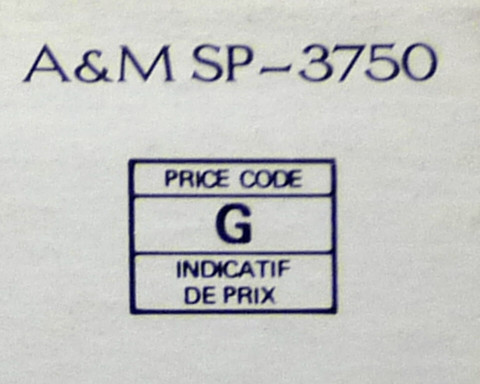 A&M SP-3750
PRICE CODE
G
INDICATIF
DE PRIX